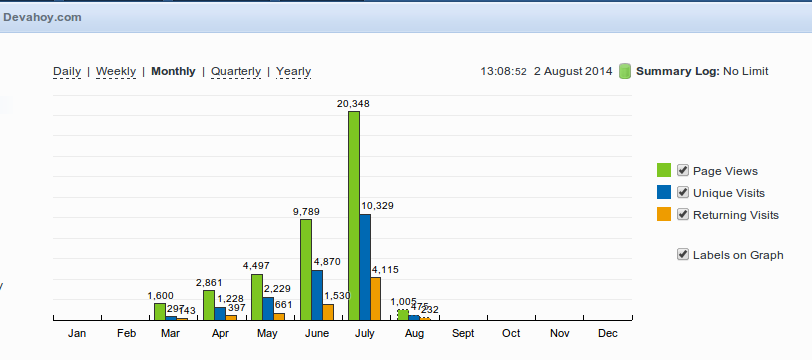 Devahoy.com
Daily | Weekly | Monthly | Quarterly | Yearly
13:08:52 2 August 2014 Summary Log: No Limit
20,348
10,329
9,789
4,870
4,497
4,115
2,861
2,229
1,600
1,228
1,530
1,005
297
143
397
661
475
232
Page Views
Unique Visits
Returning Visits
Labels on Graph
Jan Feb Mar Apr May June July Aug Sept Oct Nov Dec